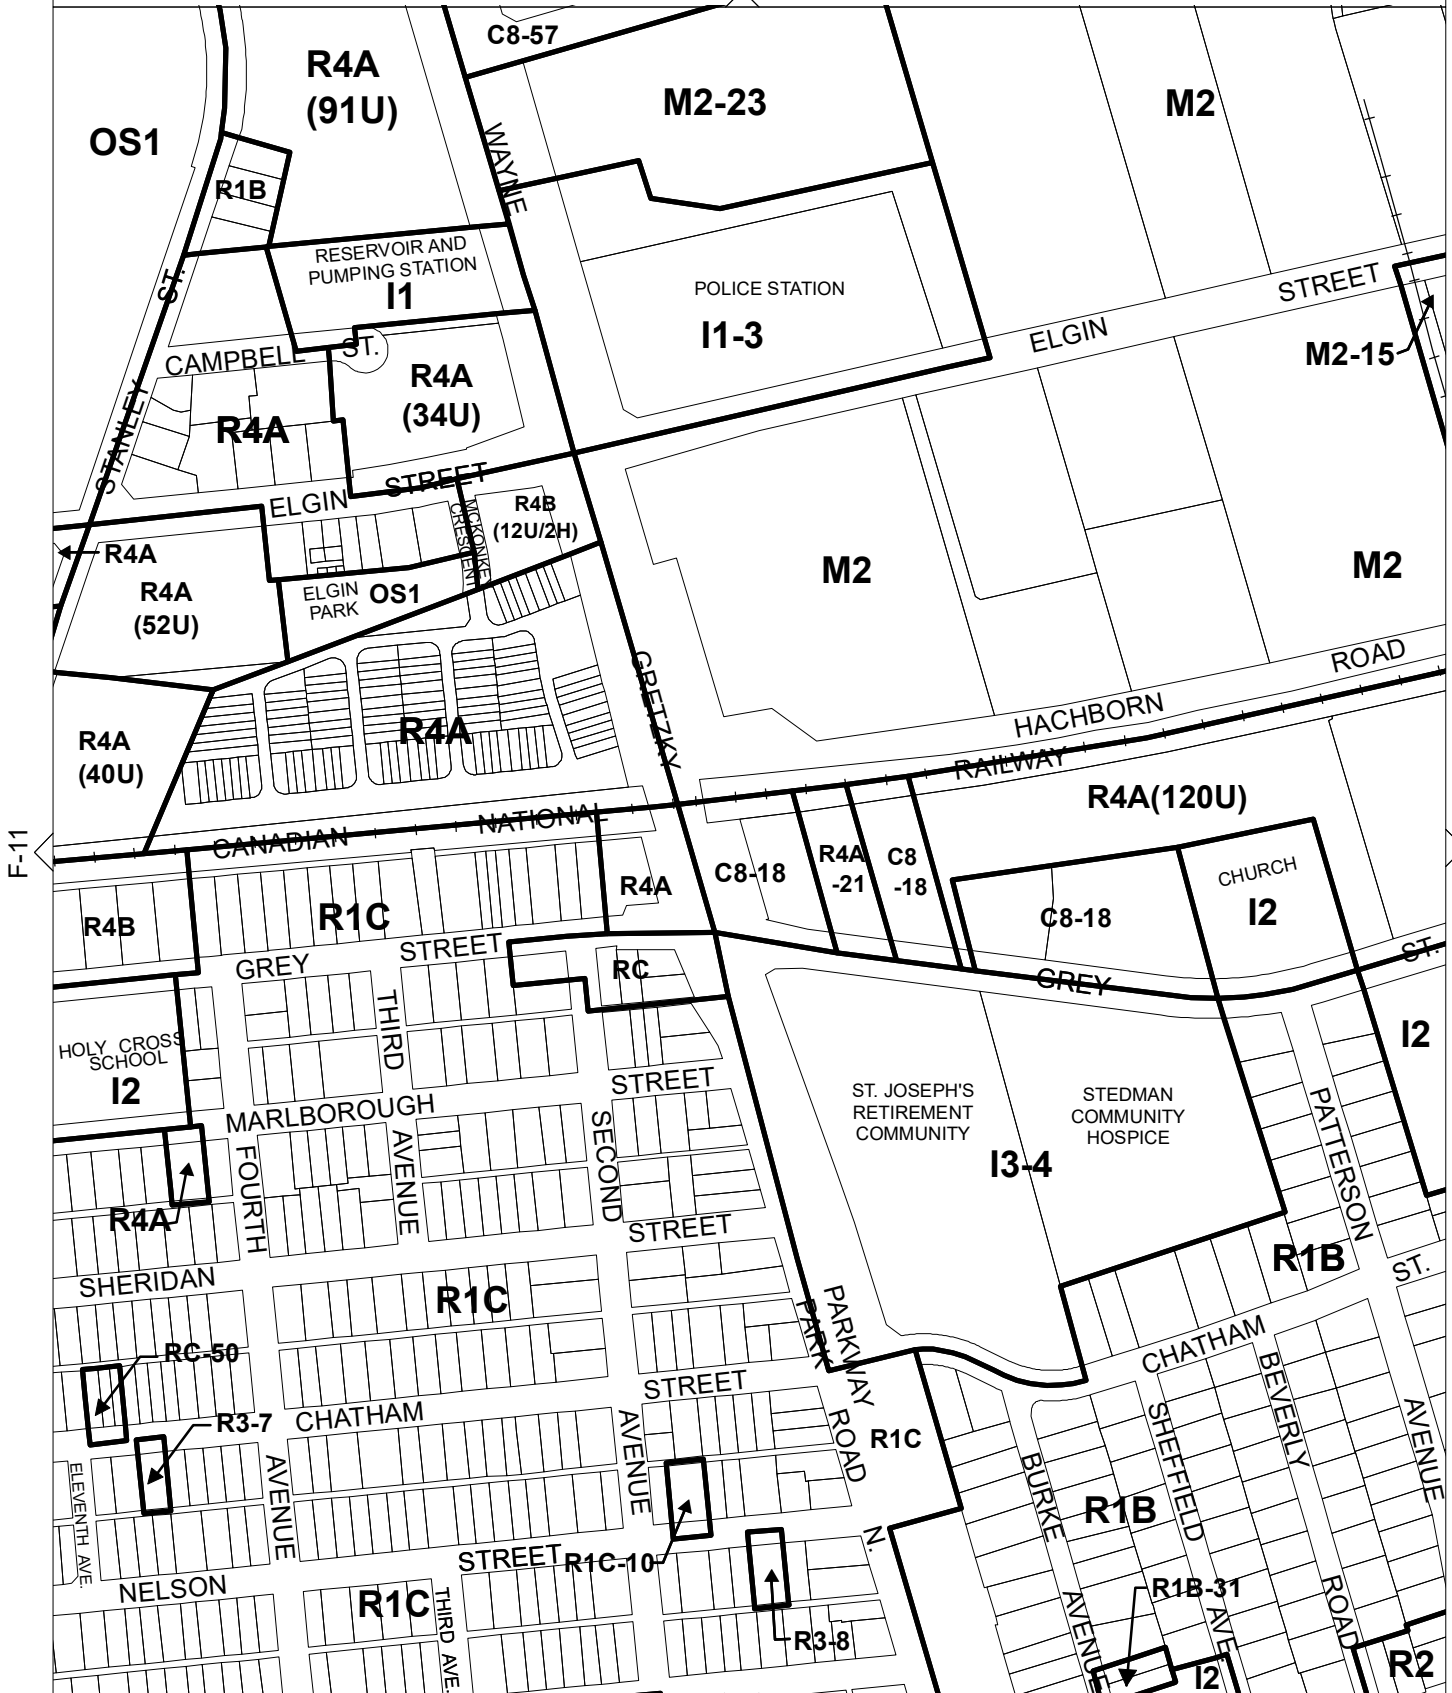 C8-57
R4A
(91U)
M2-23
M2
OS1
WAYNE
R1B
RESERVOIR AND
PUMPING STATION
I1
ST.
POLICE STATION
I1-3
STREET
ELGIN
M2-15
CAMPBELL
ST.
R4A
(34U)
R4A
STANLEY
STREET
ELGIN
MCKONKE
CRESCENT
R4B
(12U/2H)
R4A
R4A
(52U)
ELGIN
PARK
OS1
M2
M2
GRETZKY
ROAD
HACHBORN
R4A
R4A
(40U)
RAILWAY
R4A(120U)
NATIONAL
CANADIAN
F-11
C8-18
R4A
-21
C8
-18
CHURCH
I2
R4A
C8-18
R4B
R1C
STREET
GREY
RC
GREY
ST.
THIRD
I2
HOLY CROSS
SCHOOL
I2
STREET
MARLBOROUGH
ST. JOSEPH'S
RETIREMENT
COMMUNITY
STEDMAN
COMMUNITY
HOSPICE
I3-4
PATTERSON
FOURTH
AVENUE
SECOND
R4A
STREET
SHERIDAN
R1B
ST.
R1C
PARKWAY
PARK
CHATHAM
RC-50
STREET
BEVERLY
R3-7
CHATHAM
AVENUE
ROAD
R1C
SHEFFIELD
AVENUE
ELEVENTH AVE.
AVENUE
BURKE
R1B
N.
STREET
R1C-10
NELSON
R1C
THIRD AVE.
R3-8
AVENUE
R1B-31
AVE.
ROAD
I2
R2